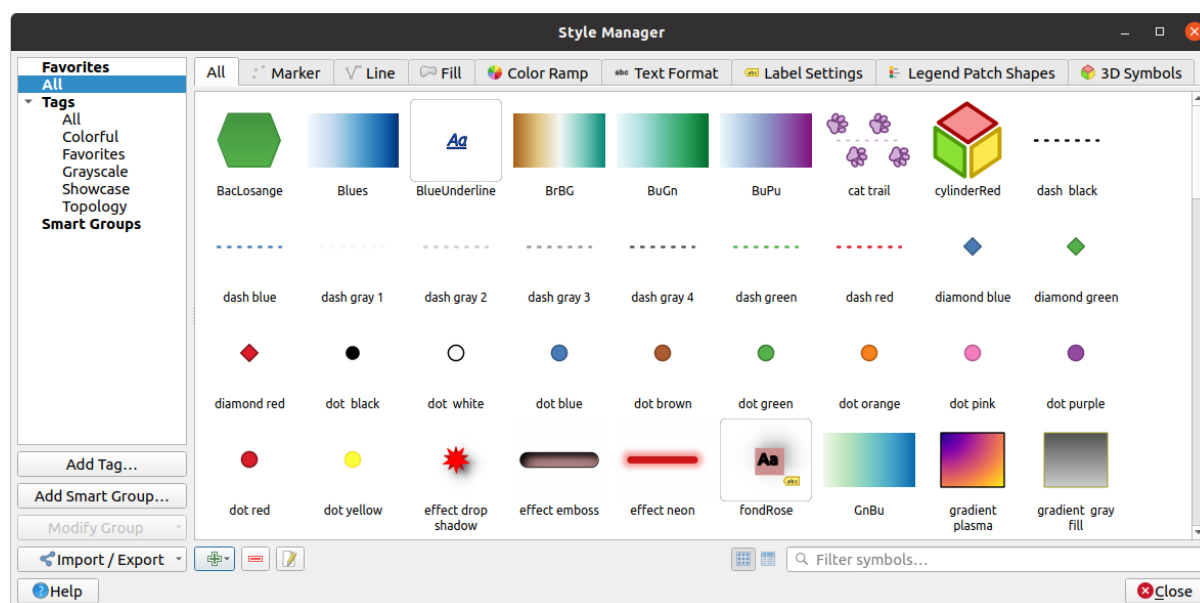 Style Manager
Favorites
All
Tags
All
Colorful
Favorites
Grayscale
Showcase
Topology
Smart Groups
Add Tag...
Add Smart Group...
Modify Group
Import / Export
Help
All
Marker
Line
Fill
Color Ramp
abc Text Format
abc Label Settings
Legend Patch Shapes
3D Symbols
Aa
BacLosange
Blues
BlueUnderline
BrBG
BuGn
BuPu
cat trail
cylinderRed
dash  black
dash blue
dash gray 1
dash gray 2
dash gray 3
dash gray 4
dash green
dash red
diamond blue
diamond green
diamond red
dot  black
dot  white
dot blue
dot brown
dot green
dot orange
dot pink
dot purple
Aa
abc
dot red
dot yellow
effect drop
shadow
effect emboss
effect neon
fondRose
GnBu
gradient
plasma
gradient  gray
fill
Filter symbols...
Close